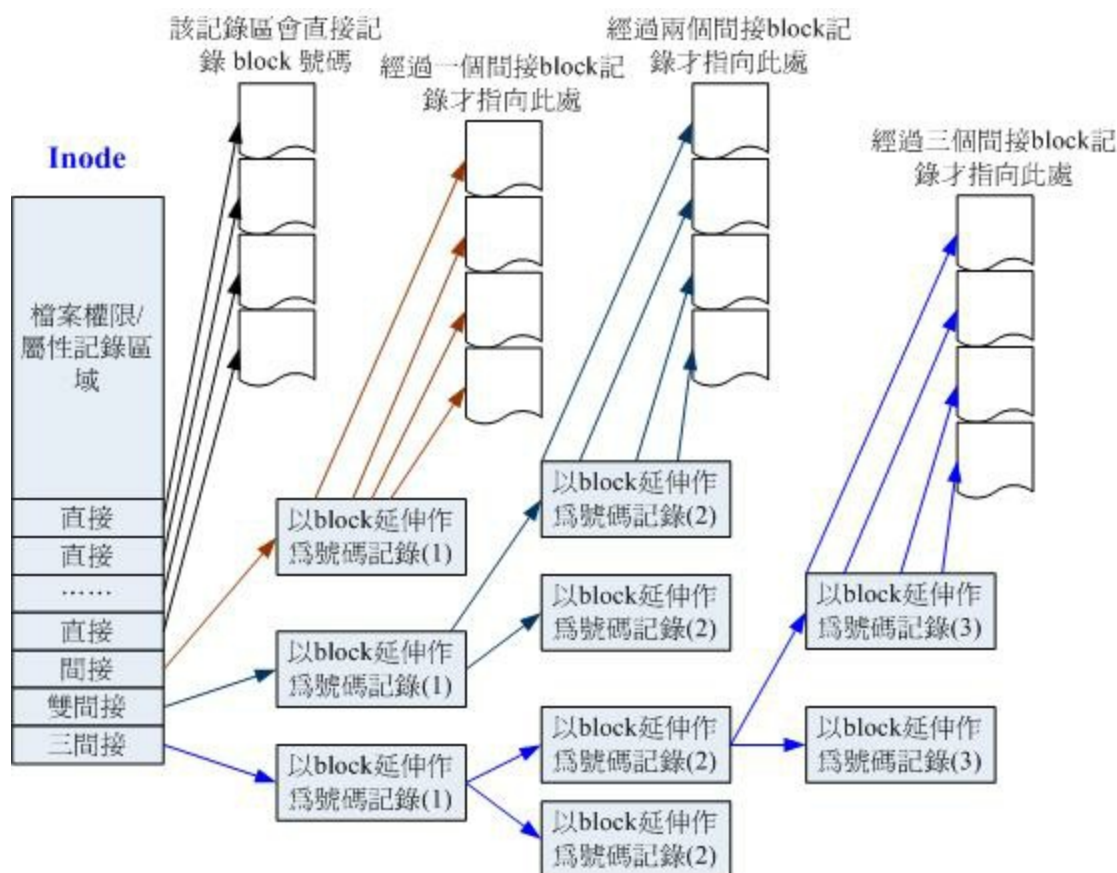 該記錄區會直接記
錄 block 號碼
經過一個間接block記
錄才指向此處
經過兩個間接block記
錄才指向此處
經過三個間接block記
錄才指向此處
Inode
檔案權限/
屬性記錄區
域
直接
直接
……
直接
間接
雙間接
三間接
以block延伸作
為號碼記錄(1)
以block延伸作
為號碼記錄(1)
以block延伸作
為號碼記錄(1)
以block延伸作
為號碼記錄(2)
以block延伸作
為號碼記錄(2)
以block延伸作
為號碼記錄(2)
以block延伸作
為號碼記錄(2)
以block延伸作
為號碼記錄(3)
以block延伸作
為號碼記錄(3)